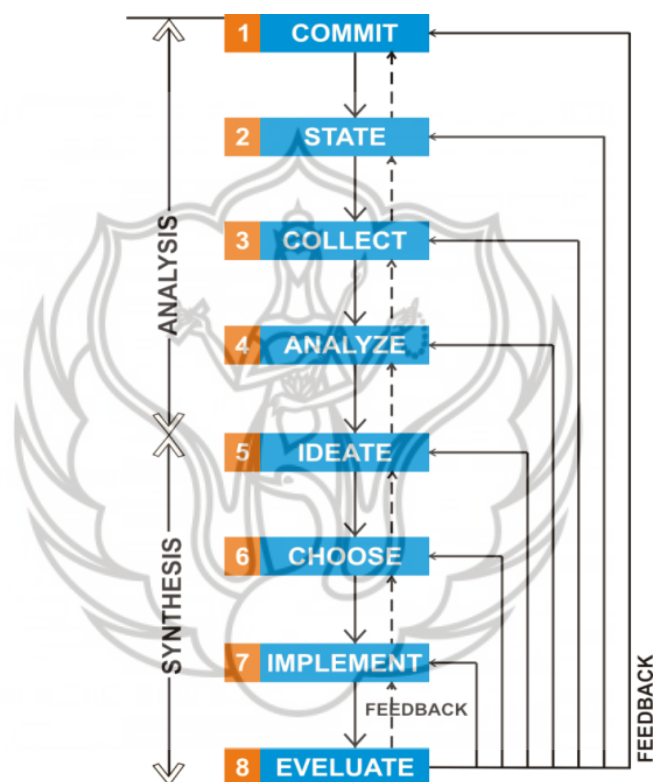 1 COMMIT
2 STATE
3 COLLECT
ANALYSIS
4 ANALYZE
5 IDEATE
6 CHOOSE
SYNTHESIS
7 IMPLEMENT
FEEDBACK
8 EVELUATE
FEEDBACK